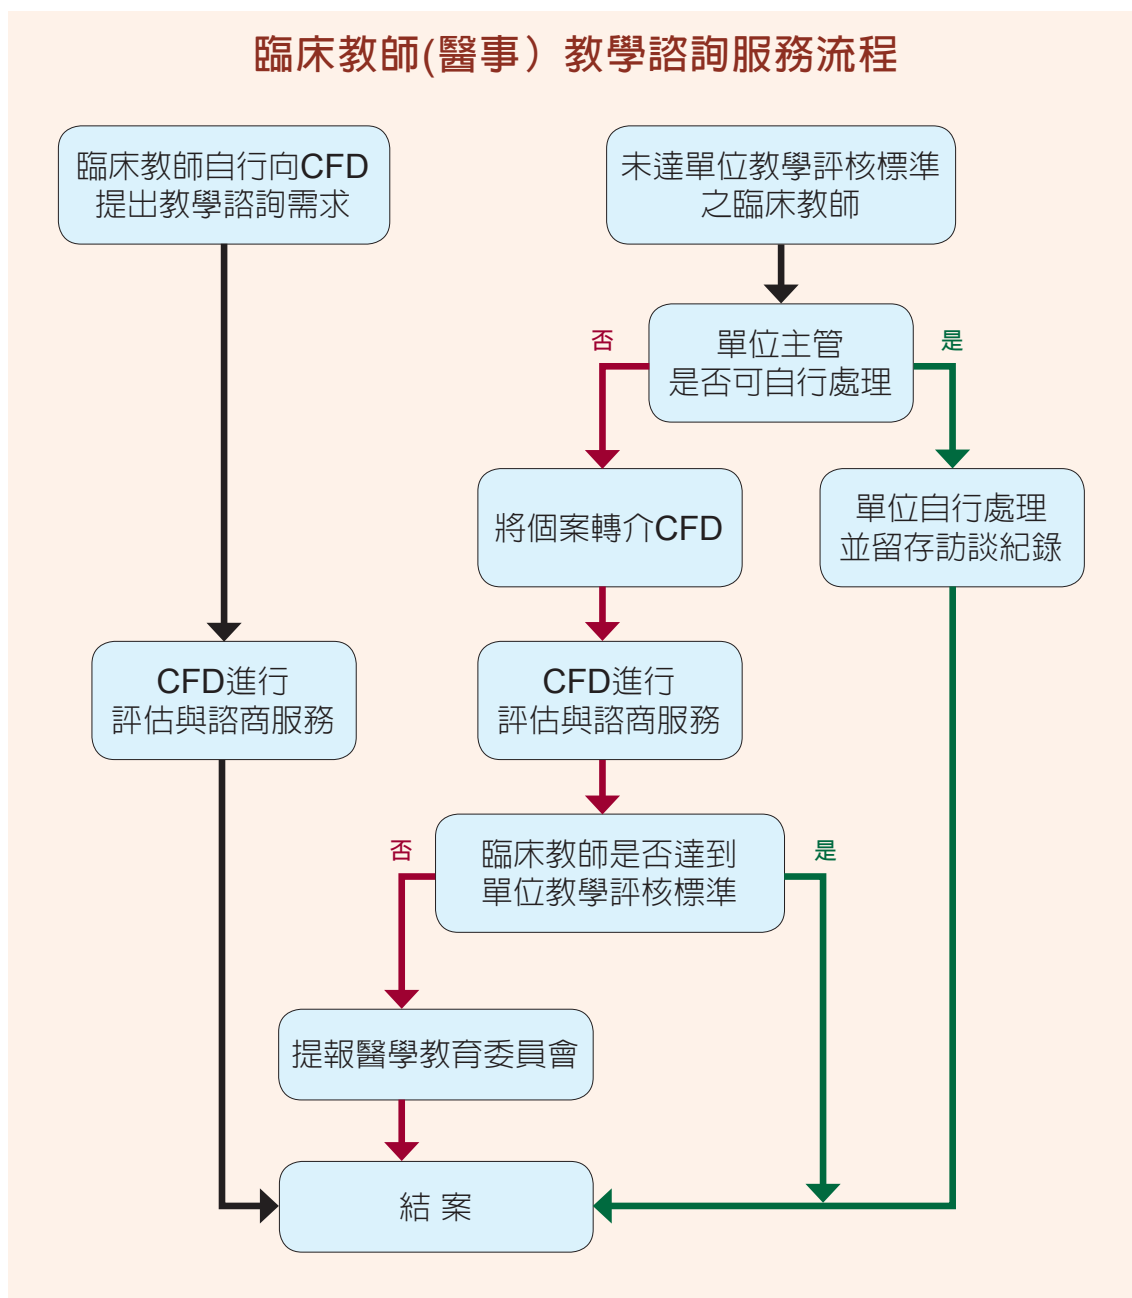 臨床教師(醫事）教學諮詢服務流程
臨床教師自行向CFD
提出教學諮詢需求
未達單位教學評核標準
之臨床教師
單位主管
是否可自行處理
否
是
將個案轉介CFD
單位自行處理
並留存訪談紀錄
CFD進行
評估與諮商服務
CFD進行
評估與諮商服務
臨床教師是否達到
單位教學評核標準
否
是
提報醫學教育委員會
結 案